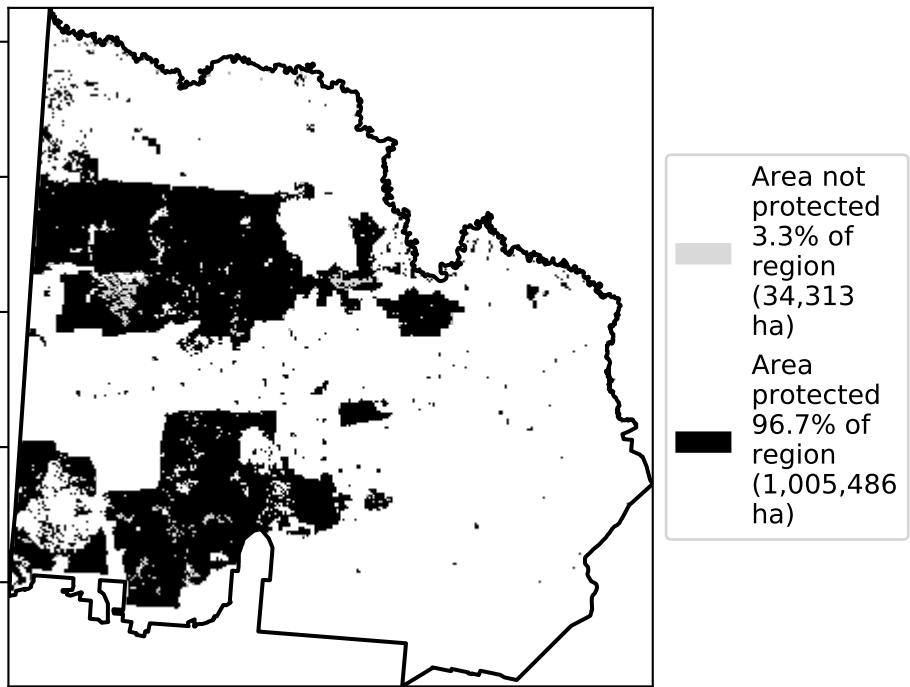 Area not
protected
3.3% of
region
(34,313
ha)
Area
protected
96.7% of
region
(1,005,486
ha)